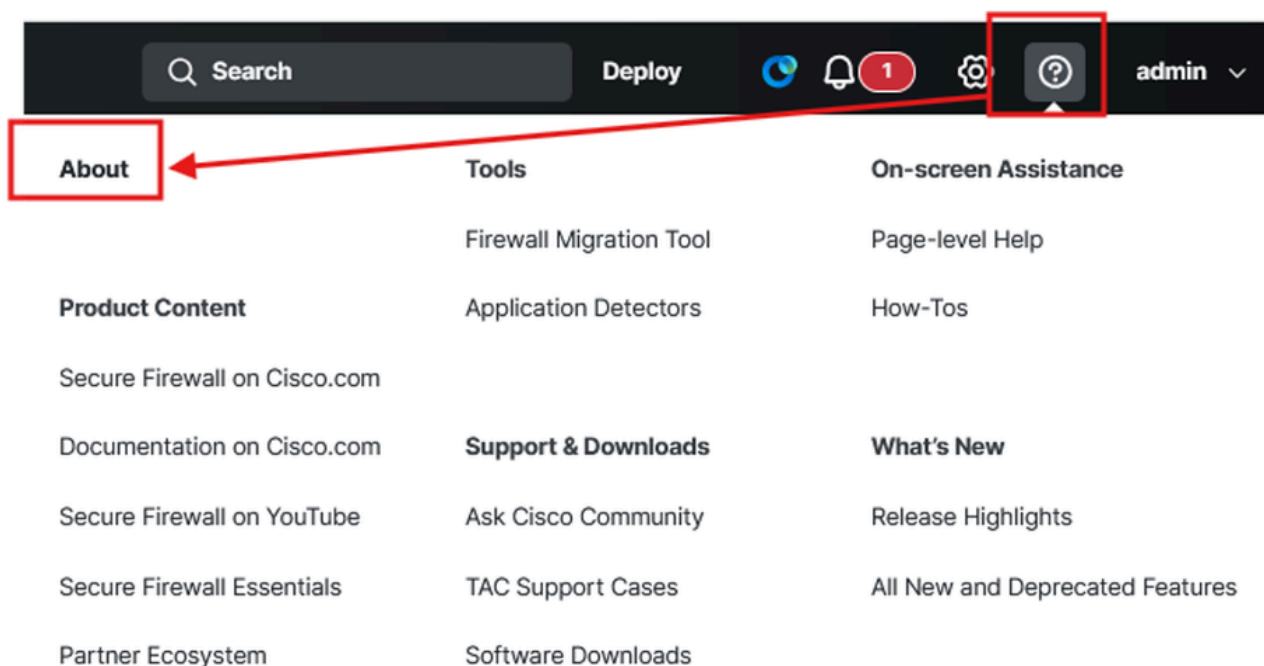 Search
Deploy
1
admin
About
Tools
On-screen Assistance
Firewall Migration Tool
Page-level Help
Product Content
Application Detectors
How-Tos
Secure Firewall on Cisco.com
Documentation on Cisco.com
Support & Downloads
What's New
Secure Firewall on YouTube
Ask Cisco Community
Release Highlights
Secure Firewall Essentials
TAC Support Cases
All New and Deprecated Features
Partner Ecosystem
Software Downloads